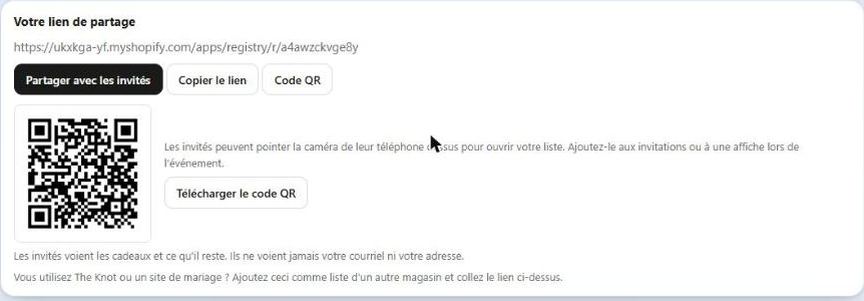 Votre lien de partage
https://ukxkga-yf.myshopify.com/apps/registry/r/a4awzckvge8y
Partager avec les invités
Copier le lien
Code QR
Les invités peuvent pointer la caméra de leur téléphone pour ouvrir votre liste. Ajoutez-le aux invitations ou à une affiche lors de
l'événement.
Télécharger le code QR
Les invités voient les cadeaux et ce qu'il reste. Ils ne voient jamais votre courriel ni votre adresse.
Vous utilisez The Knot ou un site de mariage ? Ajoutez ceci comme liste d'un autre magasin et collez le lien ci-dessus.